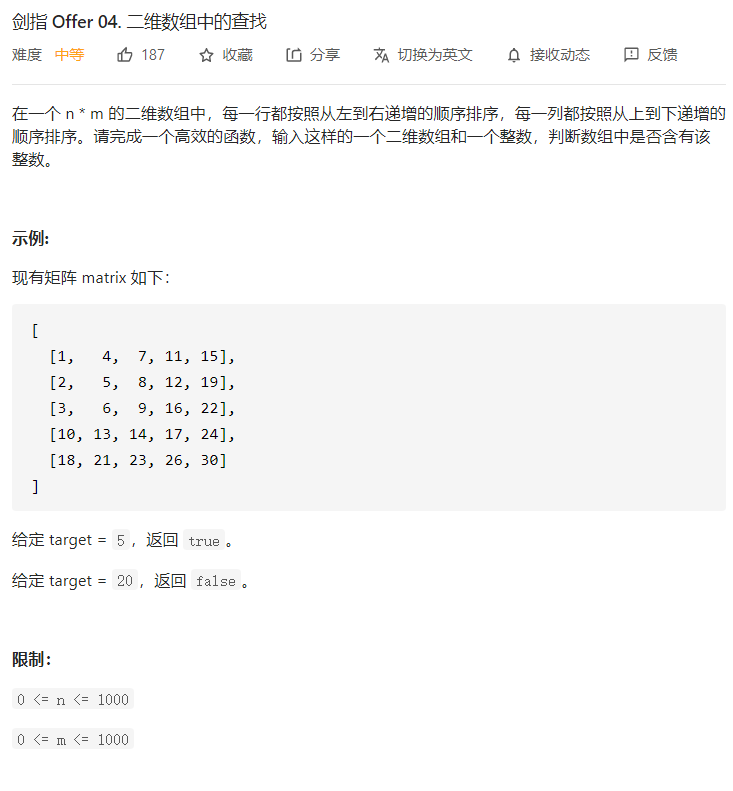 剑指 Offer 04. 二维数组中的查找
难度 中等 187 收藏 分享 切换为英文 接收动态 反馈
在一个 n * m 的二维数组中，每一行都按照从左到右递增的顺序排序，每一列都按照从上到下递增的
顺序排序。请完成一个高效的函数，输入这样的一个二维数组和一个整数，判断数组中是否含有该
整数。
示例:
现有矩阵 matrix 如下：
[
[1, 4, 7, 11, 15],
[2, 5, 8, 12, 19],
[3, 6, 9, 16, 22],
[10, 13, 14, 17, 24],
[18, 21, 23, 26, 30]
]
给定 target = 5，返回 true 。
给定 target = 20，返回 false 。
限制：
0 <= n <= 1000
0 <= m <= 1000